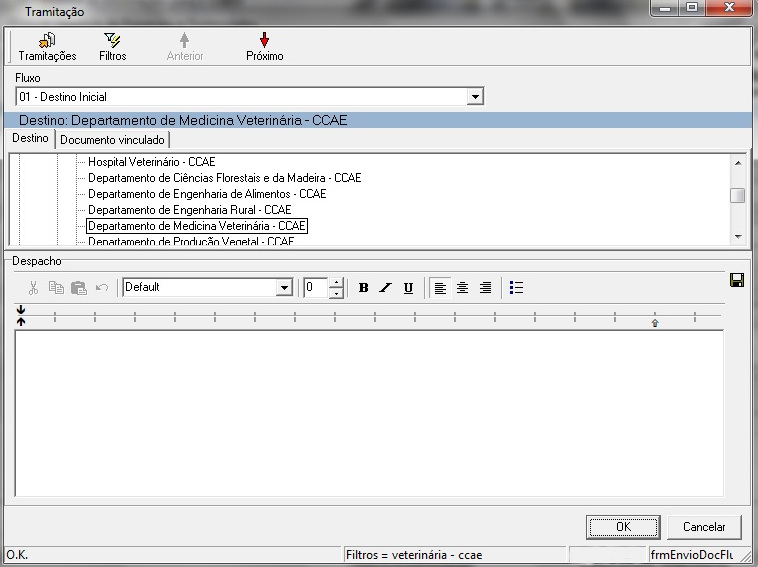 Tramitação
Tramitações Filtros Anterior Próximo
Fluxo
01 - Destino Inicial
Destino: Departamento de Medicina Veterinária - CCAE
Destino Documento vinculado
Hospital Veterinário - CCAE
Departamento de Ciências Florestais e da Madeira - CCAE
Departamento de Engenharia de Alimentos - CCAE
Departamento de Engenharia Rural - CCAE
Departamento de Medicina Veterinária - CCAE
Departamento de Produção Vegetal - CCAE
Despacho
Default 0 B I U
OK Cancelar
O.K. Filtros = veterinária - ccae frmEnvioDocFlu